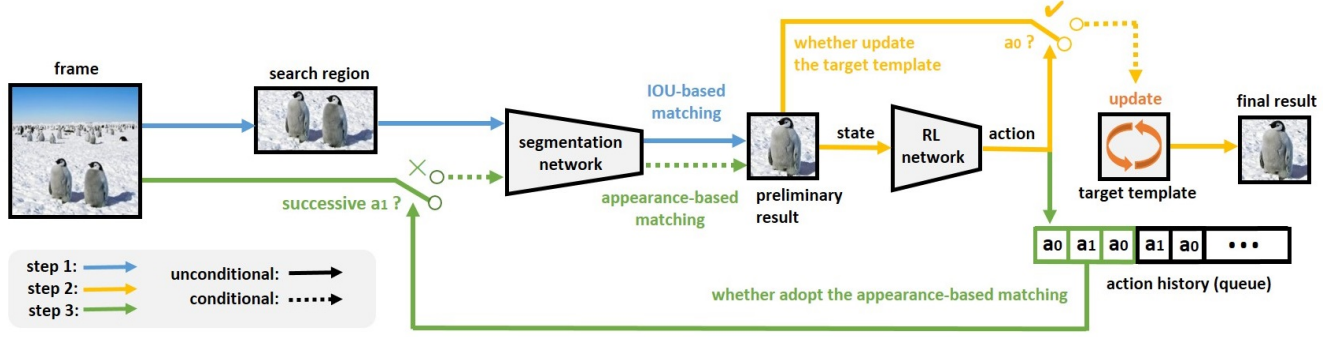 frame
search region
IOU-based
matching
segmentation
network
appearance-based
matching
successive a1 ?
preliminary
result
state
RL
network
action
whether update
the target template
a0 ?
update
target template
final result
a0 a1 a0 a1 a0 •••
action history (queue)
whether adopt the appearance-based matching
step 1:
step 2:
step 3:
unconditional:
conditional: